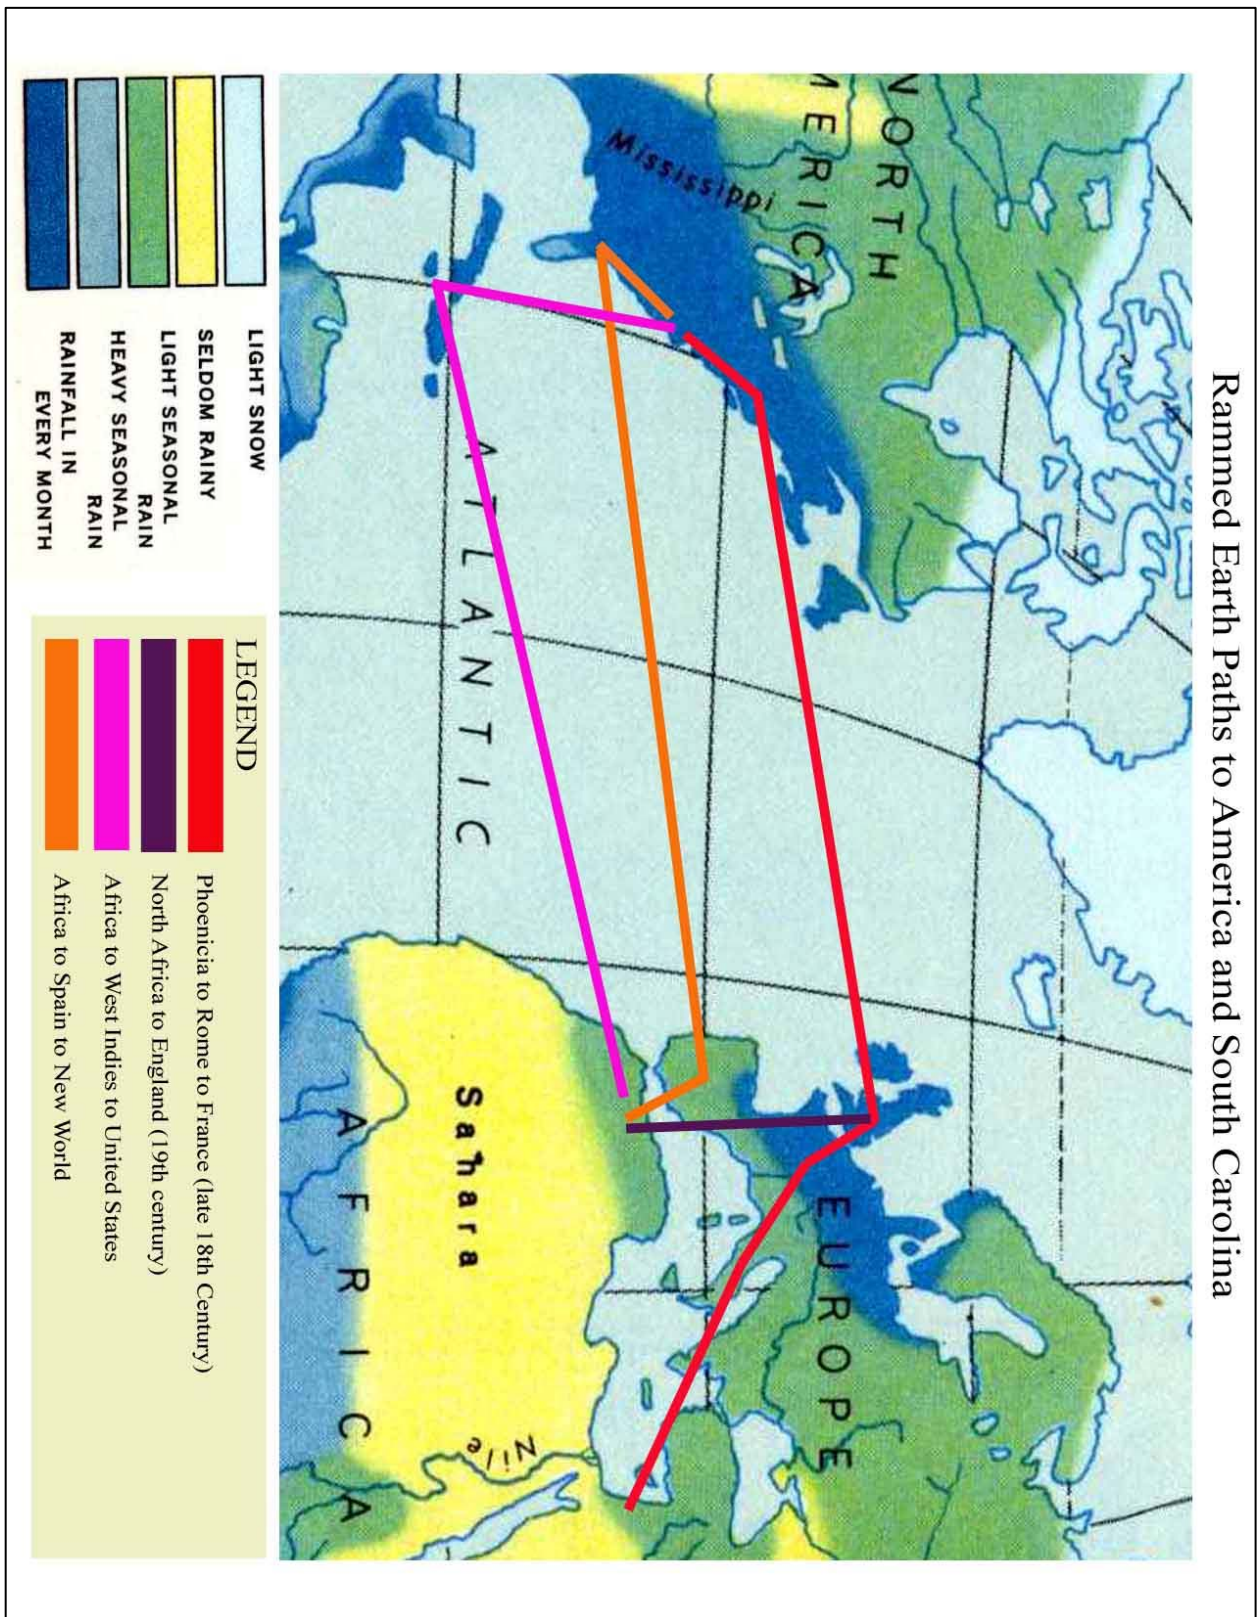 Rammed Earth Paths to America and South Carolina
NORTH
MERICA
Mississippi
ATLANTIC
EUROPE
Sahara
Nile
AFRICA
LIGHT SNOW
SELDOM RAINY
LIGHT SEASONAL
RAIN
HEAVY SEASONAL
RAIN
RAINFALL IN
EVERY MONTH
LEGEND
Phoenicia to Rome to France (late 18th Century)
North Africa to England (19th century)
Africa to West Indies to United States
Africa to Spain to New World